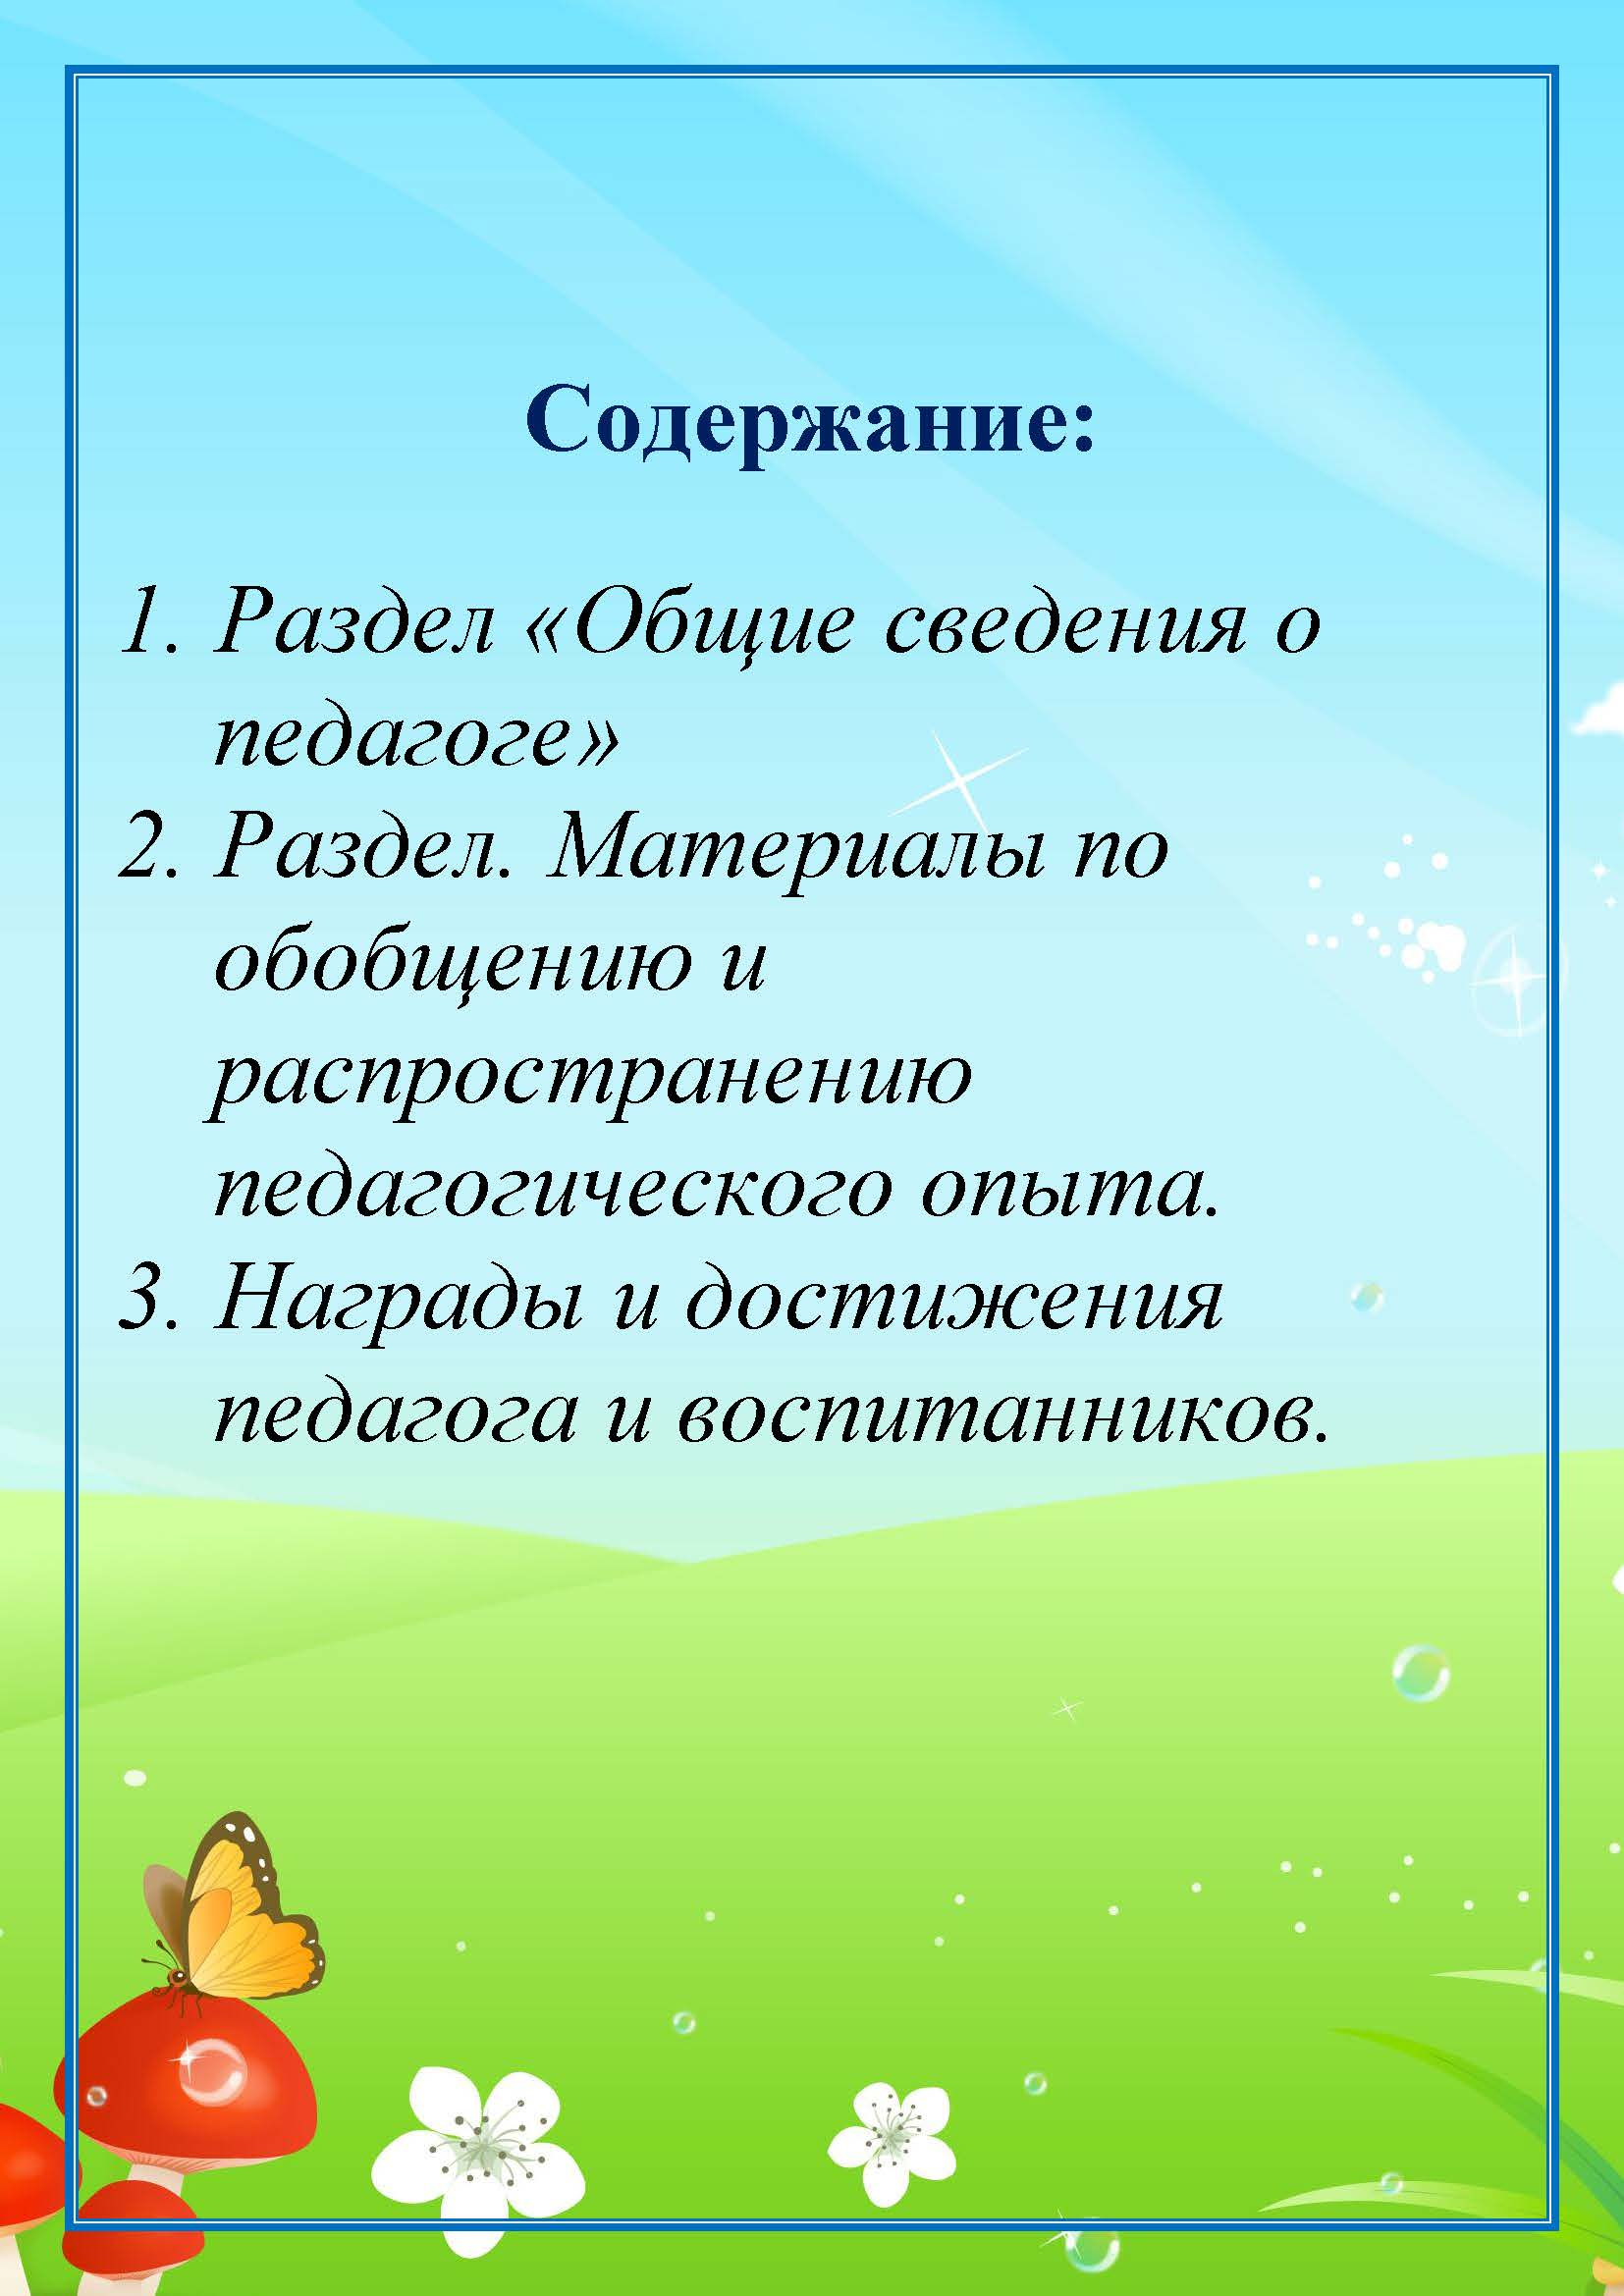 Содержание:
1. Раздел «Общие сведения о
педагоге»
2. Раздел. Материалы по
обобщению и
распространению
педагогического опыта.
3. Награды и достижения
педагога и воспитанников.